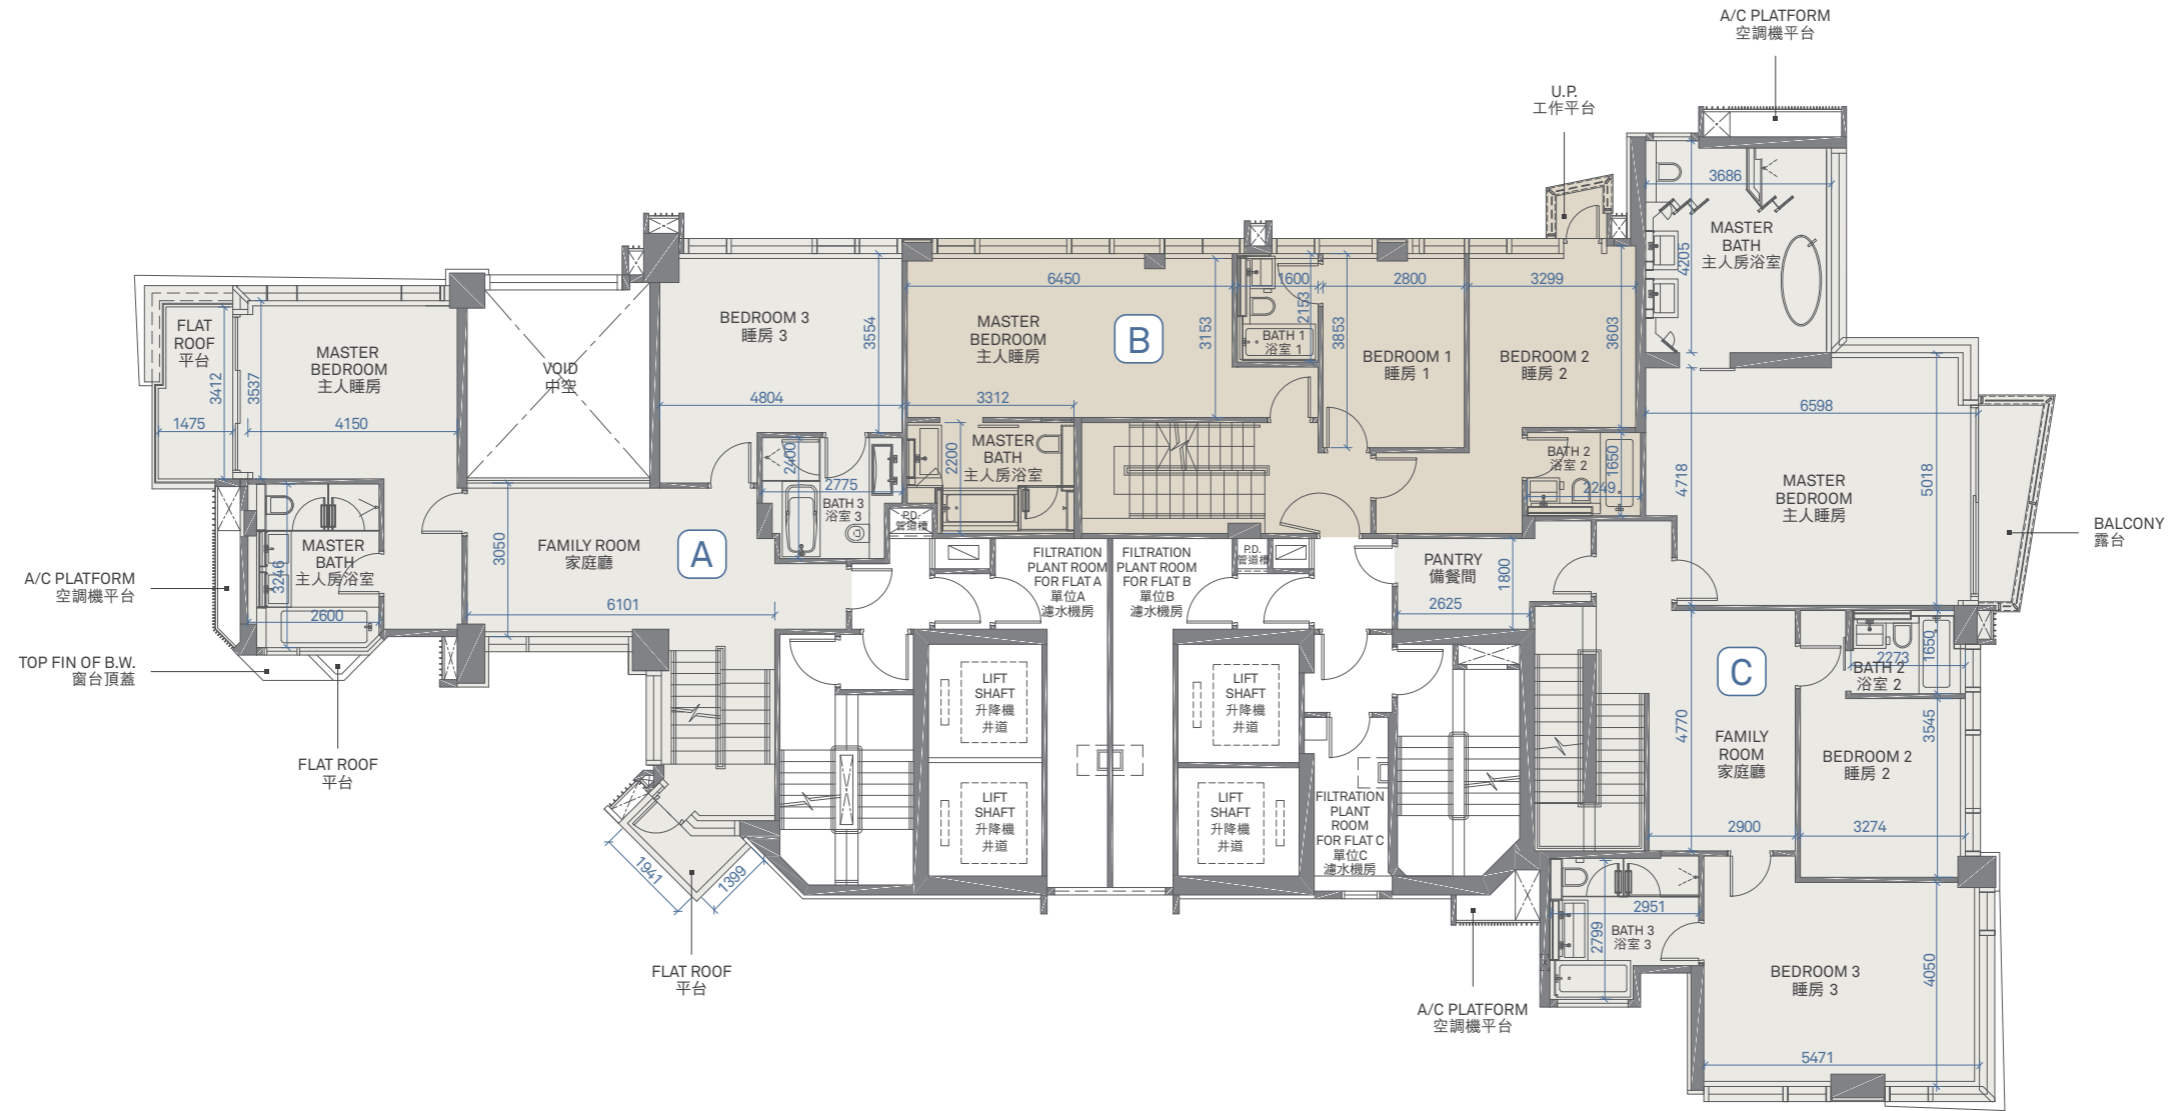 A/C PLATFORM
空調機平台
U.P.
工作平台
3686
MASTER
BATH
主人房浴室
4205
FLAT
ROOF
平台
3412
1475
MASTER
BEDROOM
主人睡房
3537
4150
VOID
中空
BEDROOM 3
睡房 3
3554
4804
6450
MASTER
BEDROOM
主人睡房
B
3153
3312
1600
2153
BATH 1
浴室 1
2800
3853
BEDROOM 1
睡房 1
3299
BEDROOM 2
睡房 2
3603
6598
MASTER
BEDROOM
主人睡房
4718
5018
BALCONY
露台
2400
2775
BATH 3
浴室 3
P.D.
管道槽
2200
MASTER
BATH
主人房浴室
BATH 2
浴室 2
1650
2249
A/C PLATFORM
空調機平台
MASTER
BATH
主人房浴室
3246
2600
3050
FAMILY ROOM
家庭廳
A
6101
FILTRATION
PLANT ROOM
FOR FLAT A
單位A
濾水機房
FILTRATION
PLANT ROOM
FOR FLAT B
單位B
濾水機房
P.D.
管道槽
PANTRY
備餐間
1800
2625
TOP FIN OF B.W.
窗台頂蓋
FLAT ROOF
平台
LIFT
SHAFT
升降機
井道
LIFT
SHAFT
升降機
井道
LIFT
SHAFT
升降機
井道
LIFT
SHAFT
升降機
井道
FILTRATION
PLANT
ROOM
FOR FLAT C
單位C
濾水機房
C
4770
FAMILY
ROOM
家庭廳
2900
1650
2273
BATH 2
浴室 2
3545
BEDROOM 2
睡房 2
3274
1941
1399
FLAT ROOF
平台
A/C PLATFORM
空調機平台
2951
2799
BATH 3
浴室 3
BEDROOM 3
睡房 3
4050
5471